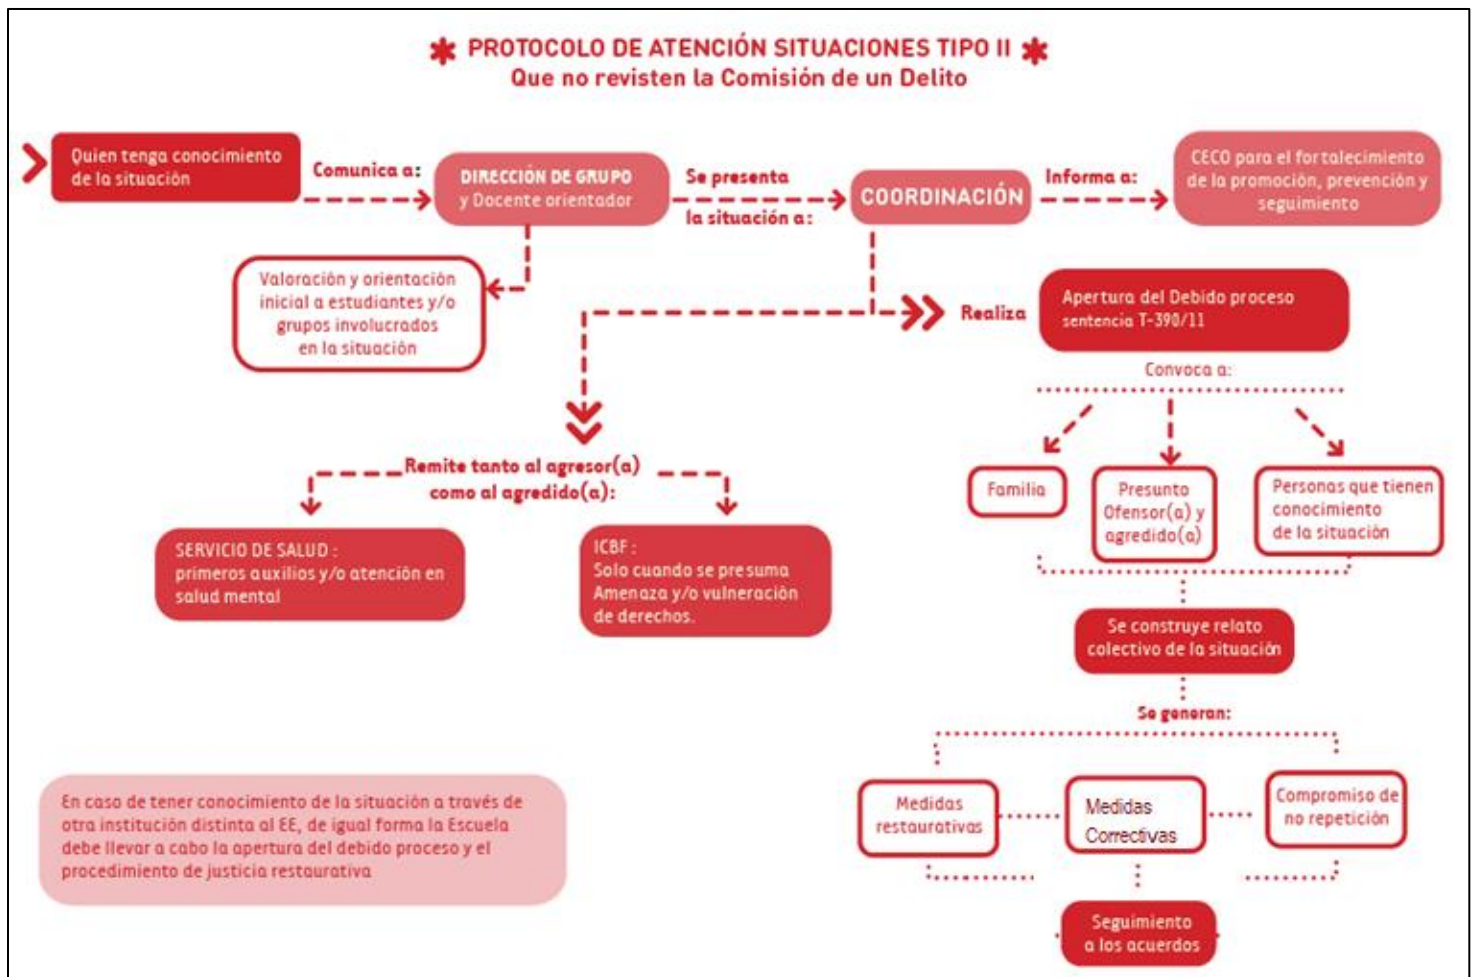 PROTOCOLO DE ATENCIÓN SITUACIONES TIPO II
Que no revisten la Comisión de un Delito
Quien tenga conocimiento
de la situación
Comunica a:
DIRECCIÓN DE GRUPO
y Docente orientador
Se presenta
la situación a:
COORDINACIÓN
Informa a:
CECO para el fortalecimiento
de la promoción, prevención y
seguimiento
Valoración y orientación
inicial a estudiantes y/o
grupos involucrados
en la situación
Realiza
Apertura del Debido proceso
sentencia T-390/11
Convoca a:
Familia
Presunto
Ofensor(a) y
agredido(a)
Personas que tienen
conocimiento
de la situación
Remite tanto al agresor(a)
como al agredido(a):
SERVICIO DE SALUD :
primeros auxilios y/o atención en
salud mental
ICBF :
Solo cuando se presuma
Amenaza y/o vulneración
de derechos.
Se construye relato
colectivo de la situación
Se generan:
Medidas
restaurativas
Medidas
Correctivas
Compromiso de
no repetición
Seguimiento
a los acuerdos
En caso de tener conocimiento de la situación a través de
otra institución distinta al EE, de igual forma la Escuela
debe llevar a cabo la apertura del debido proceso y el
procedimiento de justicia restaurativa